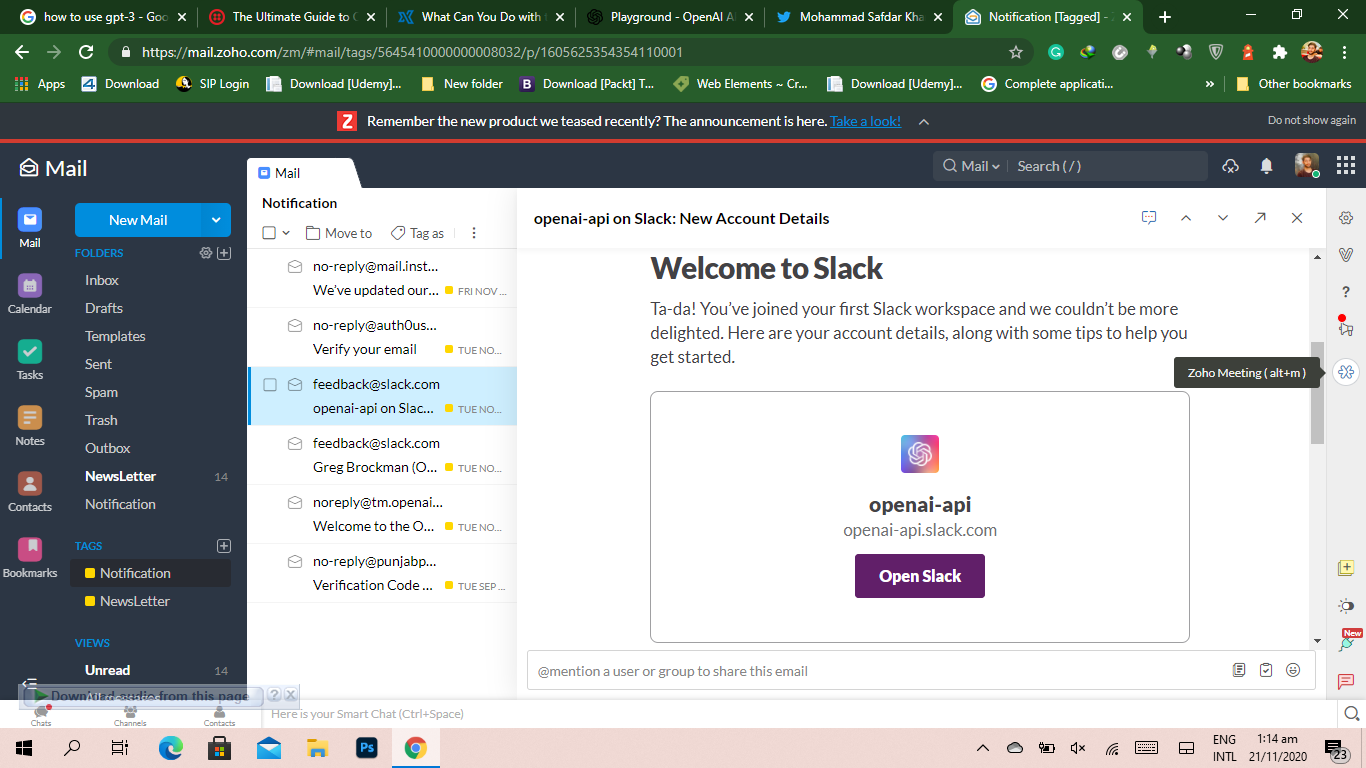 how to use gpt-3 - Goo
The Ultimate Guide to
What Can You Do with
Playground - OpenAI A
Mohammad Safdar Kha
Notification [Tagged] -
https://mail.zoho.com/zm/#mail/tags/5645410000000008032/p/1605625354354110001
Apps
Download
SIP Login
Download [Udemy]...
New folder
Download [Packt] T...
Web Elements ~ Cr...
Download [Udemy]...
Complete applicati...
»
Other bookmarks
Remember the new product we teased recently? The announcement is here. Take a look!
Do not show again
Mail
Mail
Mail
Search ( / )
New Mail
FOLDERS
Inbox
Drafts
Templates
Sent
Spam
Trash
Outbox
NewsLetter 14
Notification
TAGS
Notification
NewsLetter
VIEWS
Unread 14
All messages
Mail
Calendar
Tasks
Notes
Contacts
Bookmarks
Notification
Move to
Tag as
no-reply@mail.inst...
We've updated our... FRI NOV ...
no-reply@auth0us...
Verify your email TUE NO...
feedback@slack.com
openai-api on Slac... TUE NO...
feedback@slack.com
Greg Brockman (O... TUE NO...
noreply@tm.openai...
Welcome to the O... TUE NO...
no-reply@punjabp...
Verification Code ... TUE SEP ...
openai-api on Slack: New Account Details
Welcome to Slack
Ta-da! You've joined your first Slack workspace and we couldn't be more
delighted. Here are your account details, along with some tips to help you
get started.
openai-api
openai-api.slack.com
Open Slack
Zoho Meeting ( alt+m )
New
@mention a user or group to share this email
Download audio from this page
?
Chats
Channels
Contacts
Here is your Smart Chat (Ctrl+Space)
Ps
ENG
INTL
1:14 am
21/11/2020
23